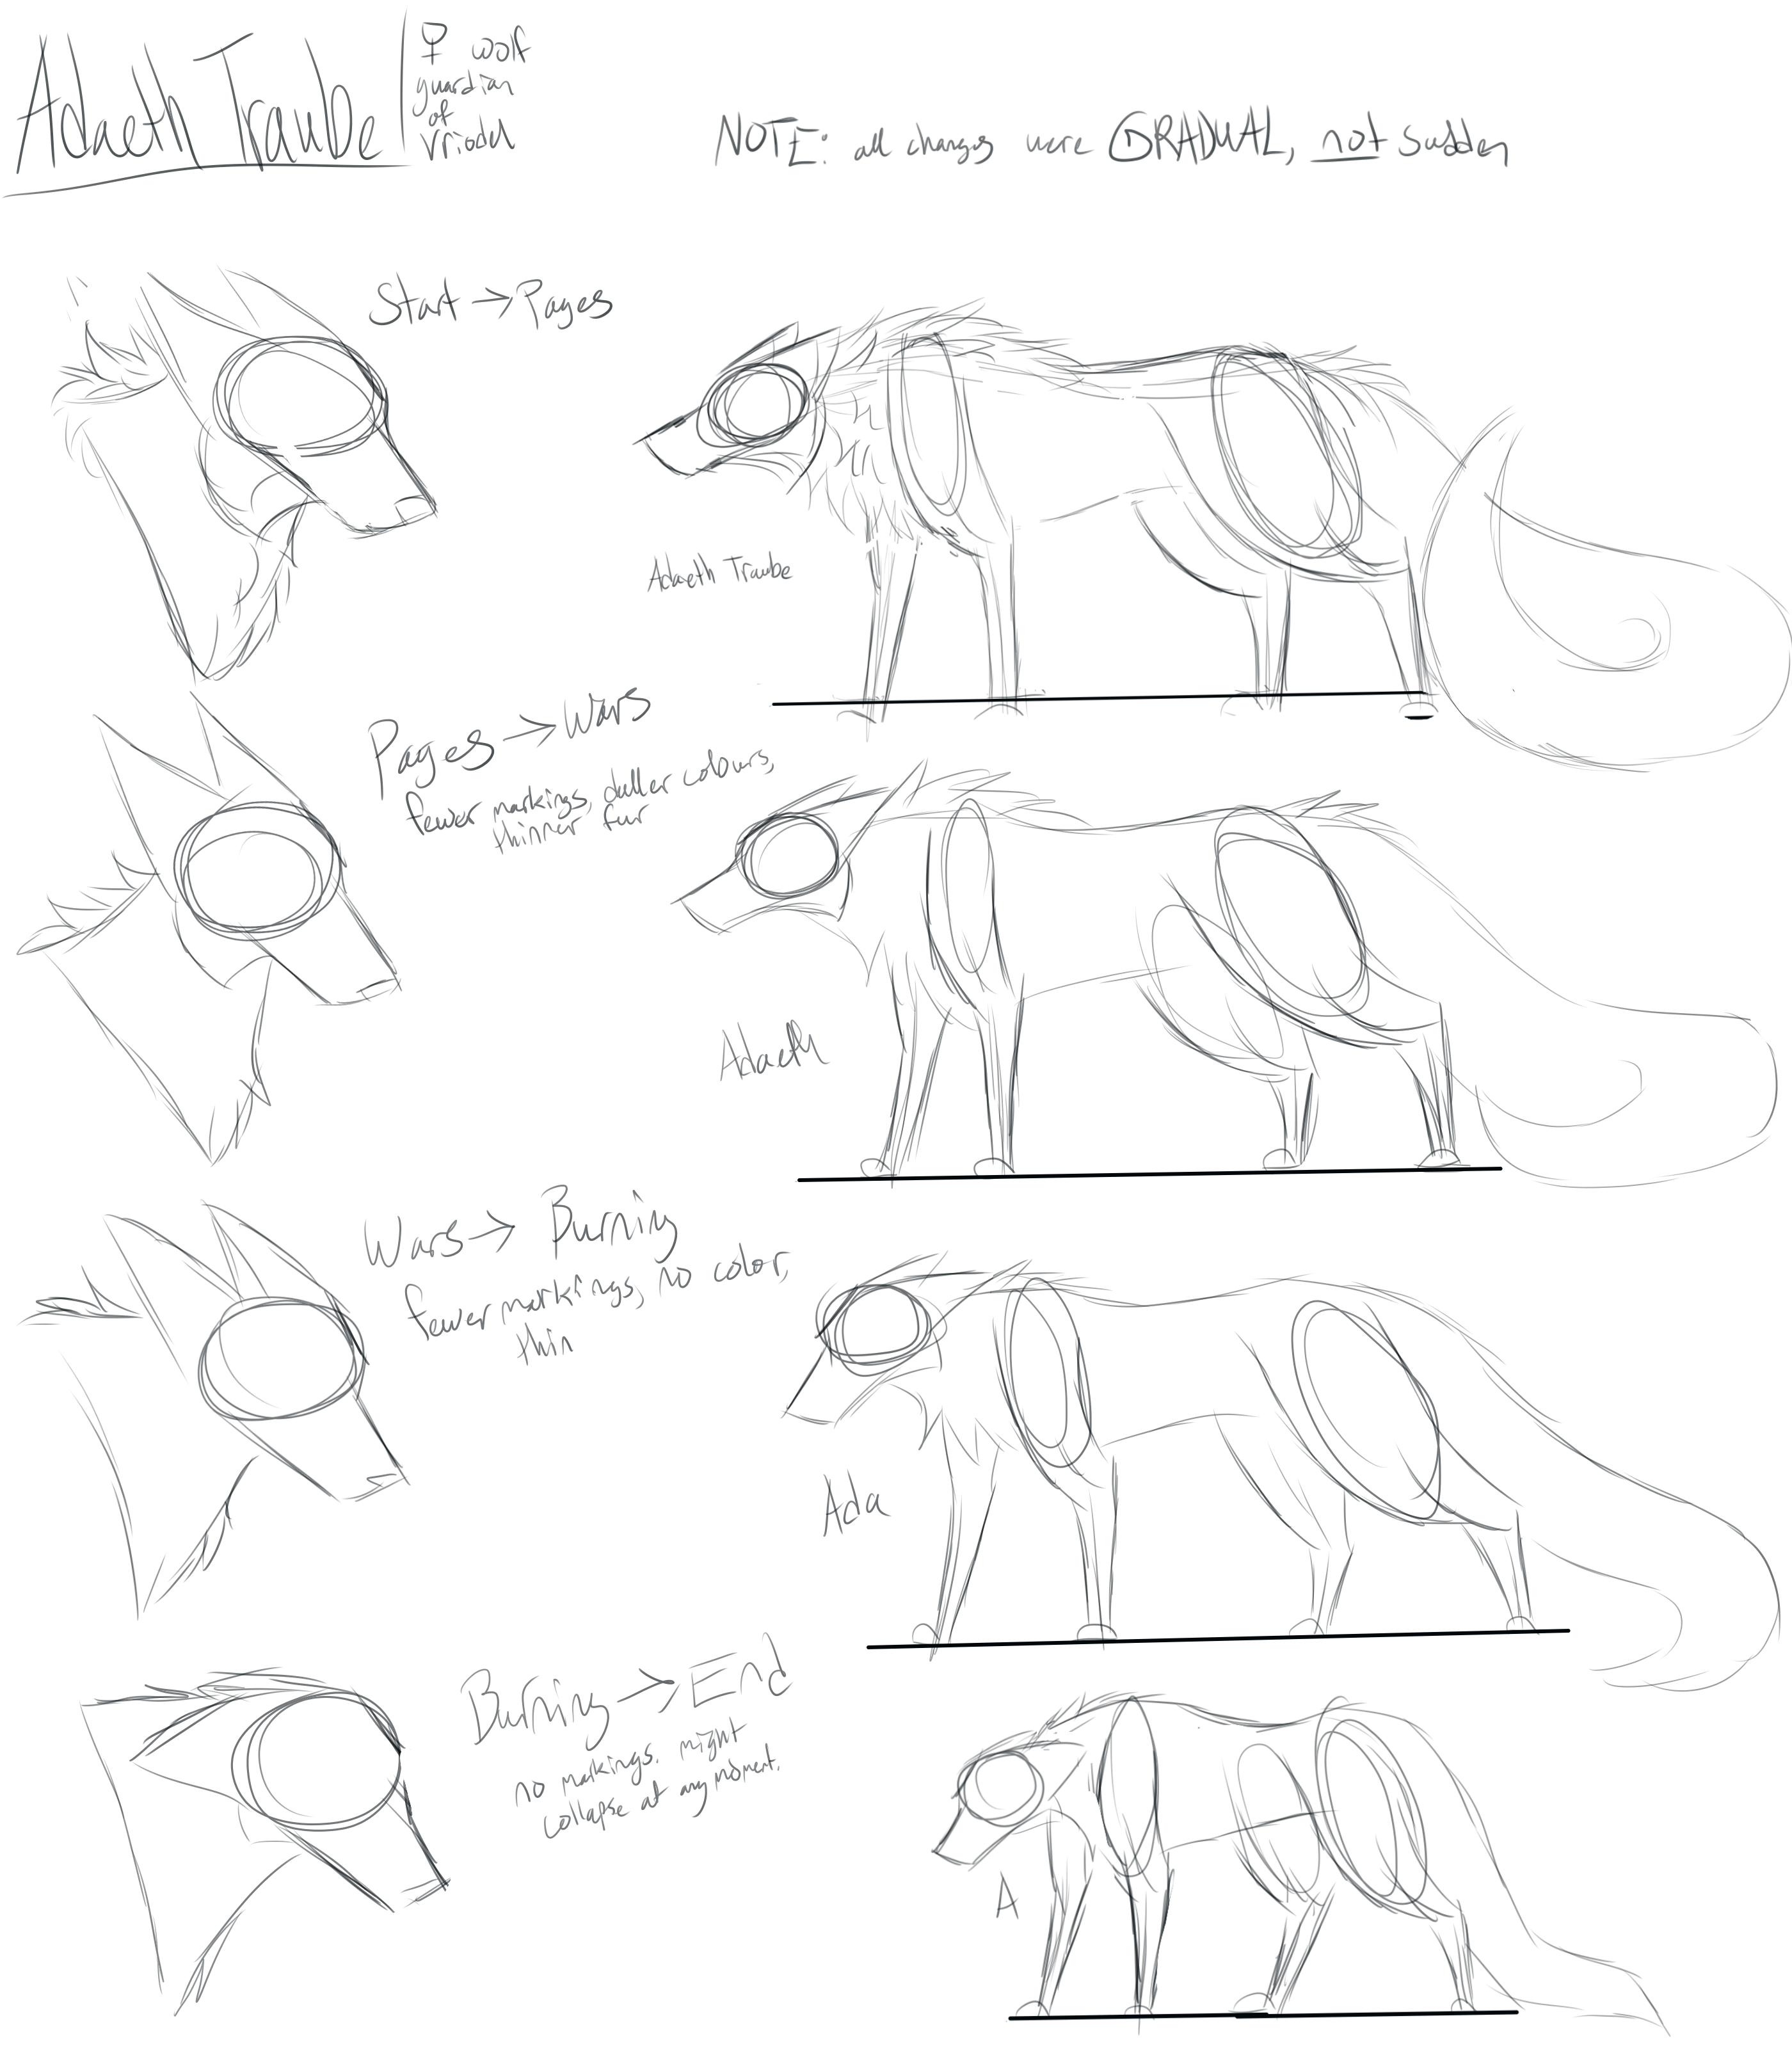 Adaeth Traube
♀ wolf
guardian
of
Vriodel
NOTE: all changes were GRADUAL, not sudden
Start → Pages
Adaeth Traube
Pages → Wars
fewer markings, duller colours,
thinner fur
Adaeth
Wars → Burning
fewer markings, no color,
thin
Ada
Burning → End
no markings. might
collapse at any moment.
A